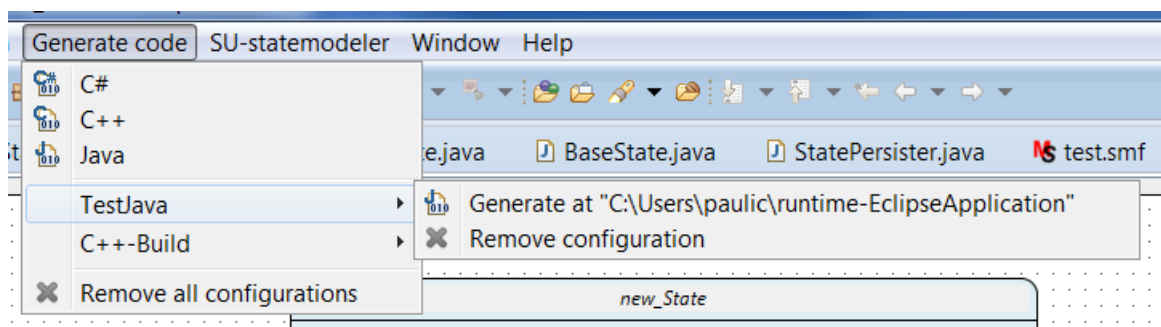 Generate code SU-statemodeler Window Help
C#
C++
Java
e.java BaseState.java StatePersister.java test.smf
TestJava
Generate at "C:\Users\paulic\runtime-EclipseApplication"
C++-Build
Remove configuration
Remove all configurations
new_State